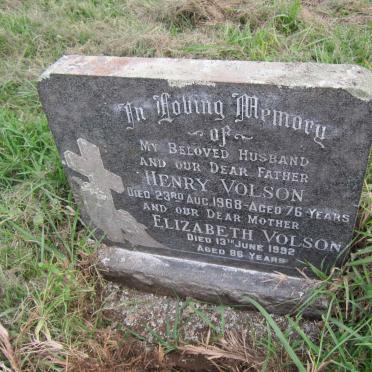 In Loving Memory
of
My Beloved Husband
and our Dear Father
Henry Volson
Died 23rd Aug. 1968 - Aged 76 Years
and our Dear Mother
Elizabeth Volson
Died 13th June 1992
Aged 86 Years